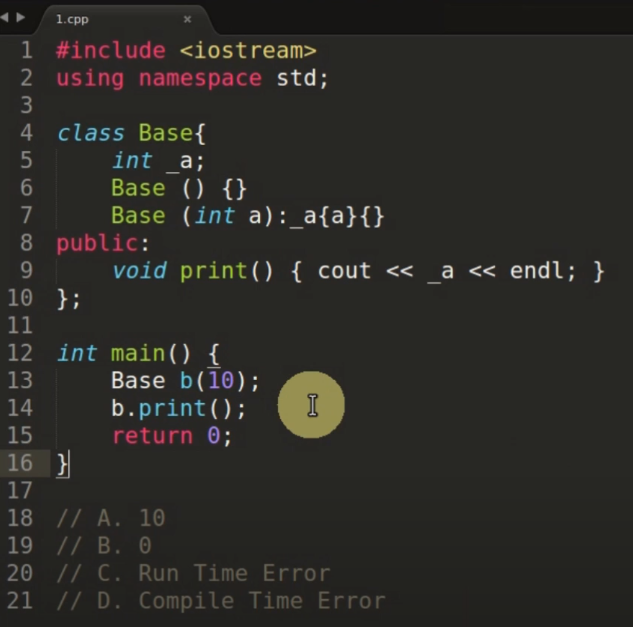 1.cpp ×
1 #include <iostream>
2 using namespace std;
3
4 class Base{
5     int _a;
6     Base () {}
7     Base (int a):_a{a}{}
8 public:
9     void print() { cout << _a << endl; }
10 };
11
12 int main() {
13     Base b(10);
14     b.print();
15     return 0;
16 }
17
18 // A. 10
19 // B. 0
20 // C. Run Time Error
21 // D. Compile Time Error